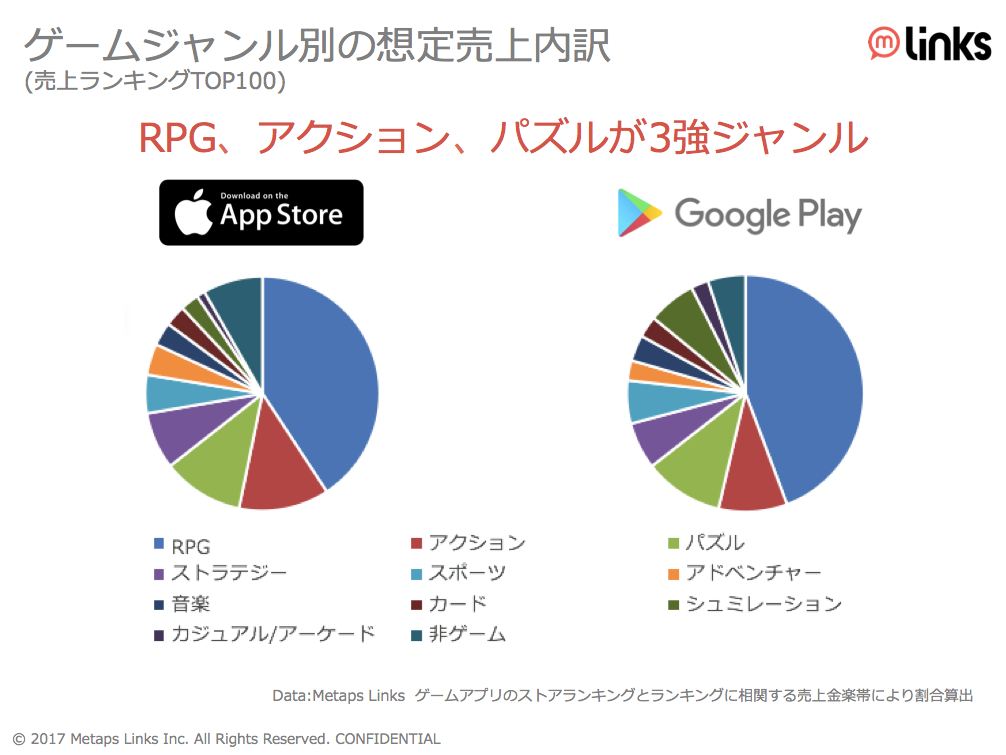 ゲームジャンル別の想定売上内訳
(売上ランキングTOP100)
m links
RPG、アクション、パズルが3強ジャンル
Download on the
App Store
Google Play
RPG
アクション
パズル
ストラテジー
スポーツ
アドベンチャー
音楽
カード
シュミレーション
カジュアル/アーケード
非ゲーム
Data:Metaps Links ゲームアプリのストアランキングとランキングに相関する売上金楽帯により割合算出
© 2017 Metaps Links Inc. All Rights Reserved. CONFIDENTIAL